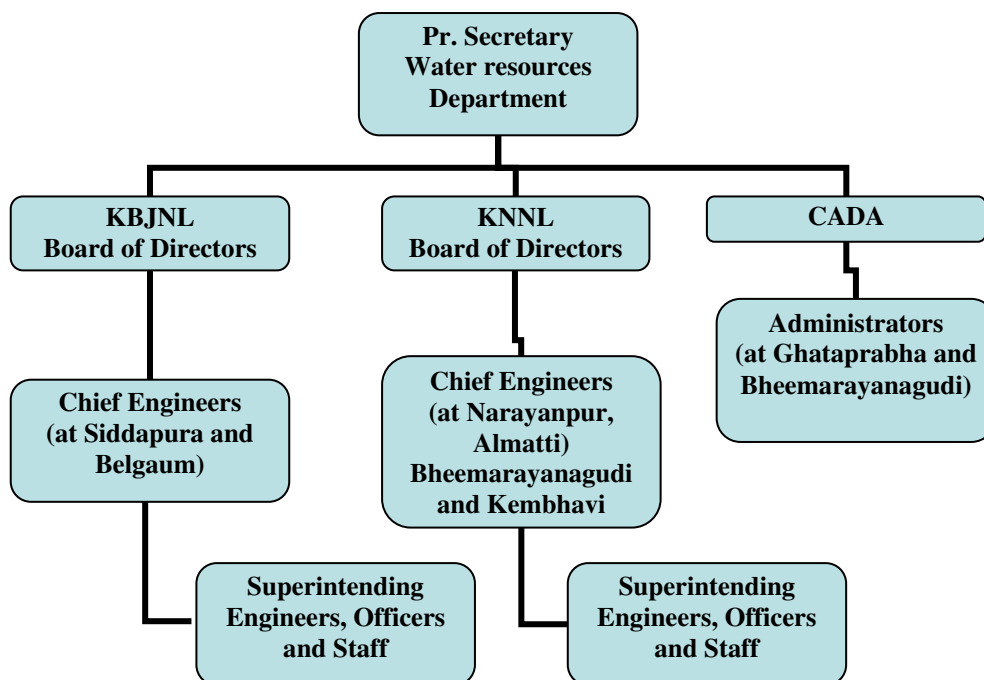 Pr. Secretary
Water resources
Department
KBJNL
Board of Directors
KNNL
Board of Directors
CADA
Chief Engineers
(at Siddapura and
Belgaum)
Chief Engineers
(at Narayanpur,
Almatti)
Bheemarayanagudi
and Kembhavi
Administrators
(at Ghataprabha and
Bheemarayanagudi)
Superintending
Engineers, Officers
and Staff
Superintending
Engineers, Officers
and Staff